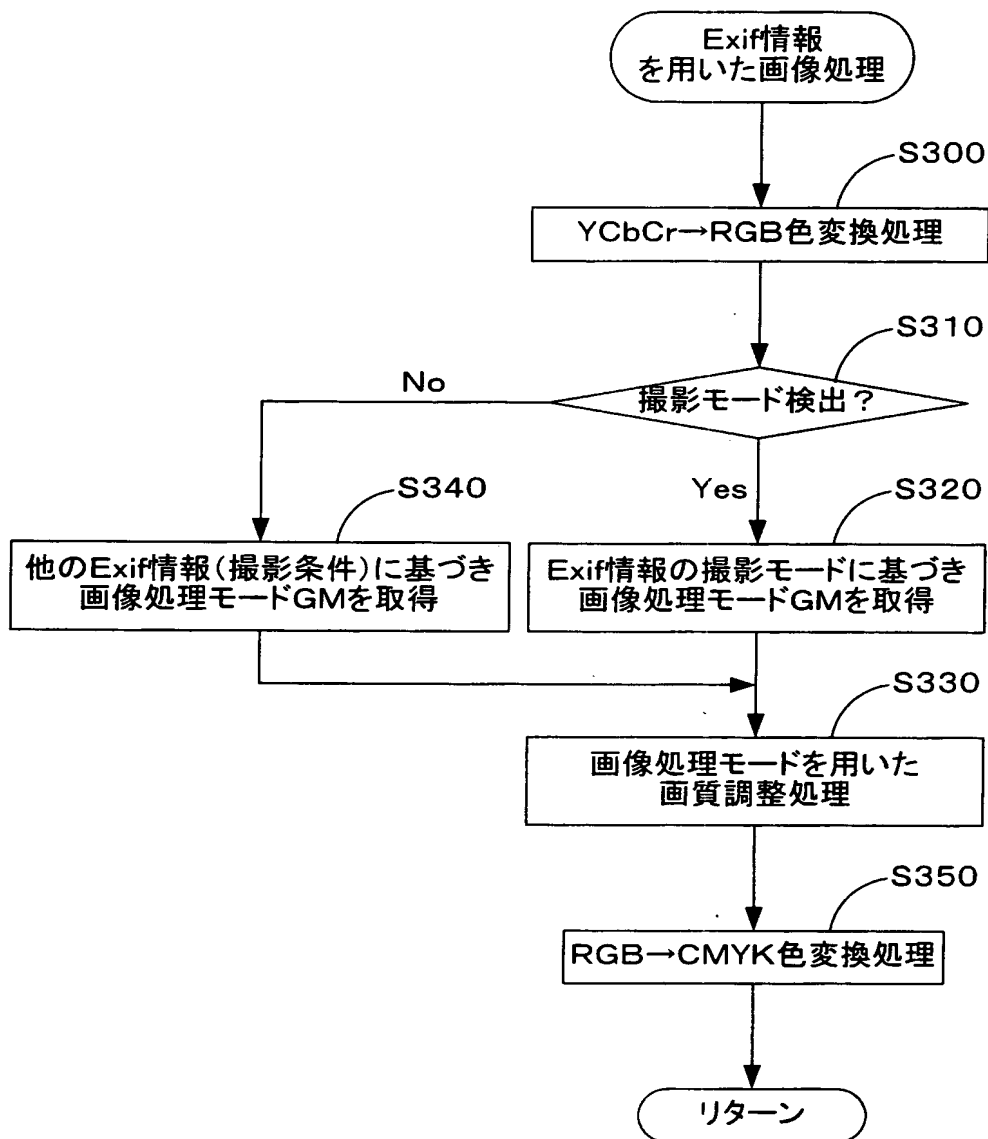 Exif情報
を用いた画像処理
S300
YCbCr→RGB色変換処理
S310
撮影モード検出？
No
Yes
S340
他のExif情報(撮影条件)に基づき
画像処理モードGMを取得
S320
Exif情報の撮影モードに基づき
画像処理モードGMを取得
S330
画像処理モードを用いた
画質調整処理
S350
RGB→CMYK色変換処理
リターン